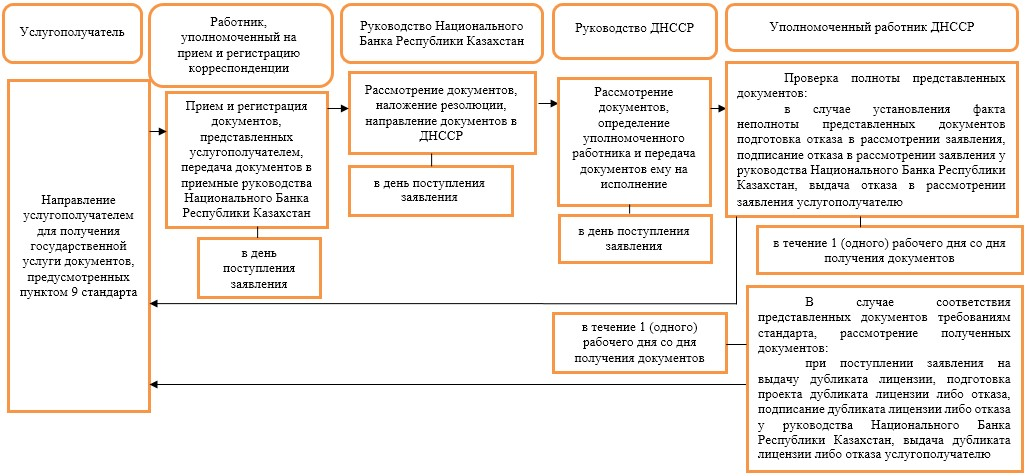 Услугополучатель
Работник,
уполномоченный на
прием и регистрацию
корреспонденции
Руководство Национального
Банка Республики Казахстан
Руководство ДНССР
Уполномоченный работник ДНССР
Направление
услугополучателем
для получения
государственной
услуги документов,
предусмотренных
пунктом 9 стандарта
Прием и регистрация
документов,
представленных
услугополучателем,
передача документов в
приемные руководства
Национального Банка
Республики Казахстан
в день
поступления
заявления
Рассмотрение документов,
наложение резолюции,
направление документов в
ДНССР
в день поступления
заявления
Рассмотрение
документов,
определение
уполномоченного
работника и передача
документов ему на
исполнение
в день поступления
заявления
Проверка полноты представленных
документов:
в случае установления факта
неполноты представленных документов
подготовка отказа в рассмотрении заявления,
подписание отказа в рассмотрении заявления у
руководства Национального Банка Республики
Казахстан, выдача отказа в рассмотрении
заявления услугополучателю
в течение 1 (одного) рабочего дня со дня
получения документов
в течение 1 (одного)
рабочего дня со дня
получения документов
В случае соответствия
представленных документов требованиям
стандарта, рассмотрение полученных
документов:
при поступлении заявления на
выдачу дубликата лицензии, подготовка
проекта дубликата лицензии либо отказа,
подписание дубликата лицензии либо отказа
у руководства Национального Банка
Республики Казахстан, выдача дубликата
лицензии либо отказа услугополучателю